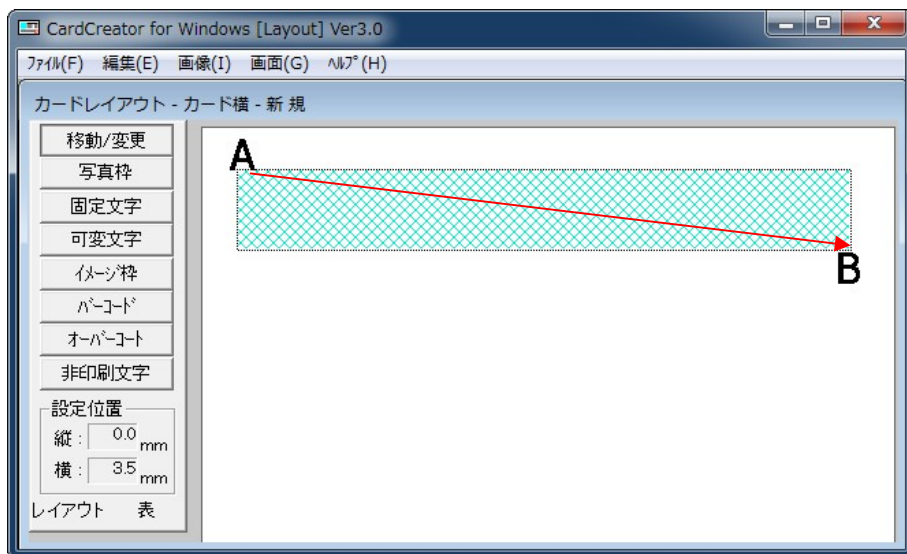 CardCreator for Windows [Layout] Ver3.0
ﾌｧｲﾙ(F) 編集(E) 画像(I) 画面(G) ﾍﾙﾌﾟ(H)
カードレイアウト - カード横 - 新 規
移動/変更
写真枠
固定文字
可変文字
ｲﾒｰｼﾞ枠
ﾊﾞｰｺｰﾄﾞ
ｵｰﾊﾞｰｺｰﾄ
非印刷文字
設定位置
縦 : 0.0 mm
横 : 3.5 mm
レイアウト 表
A
B